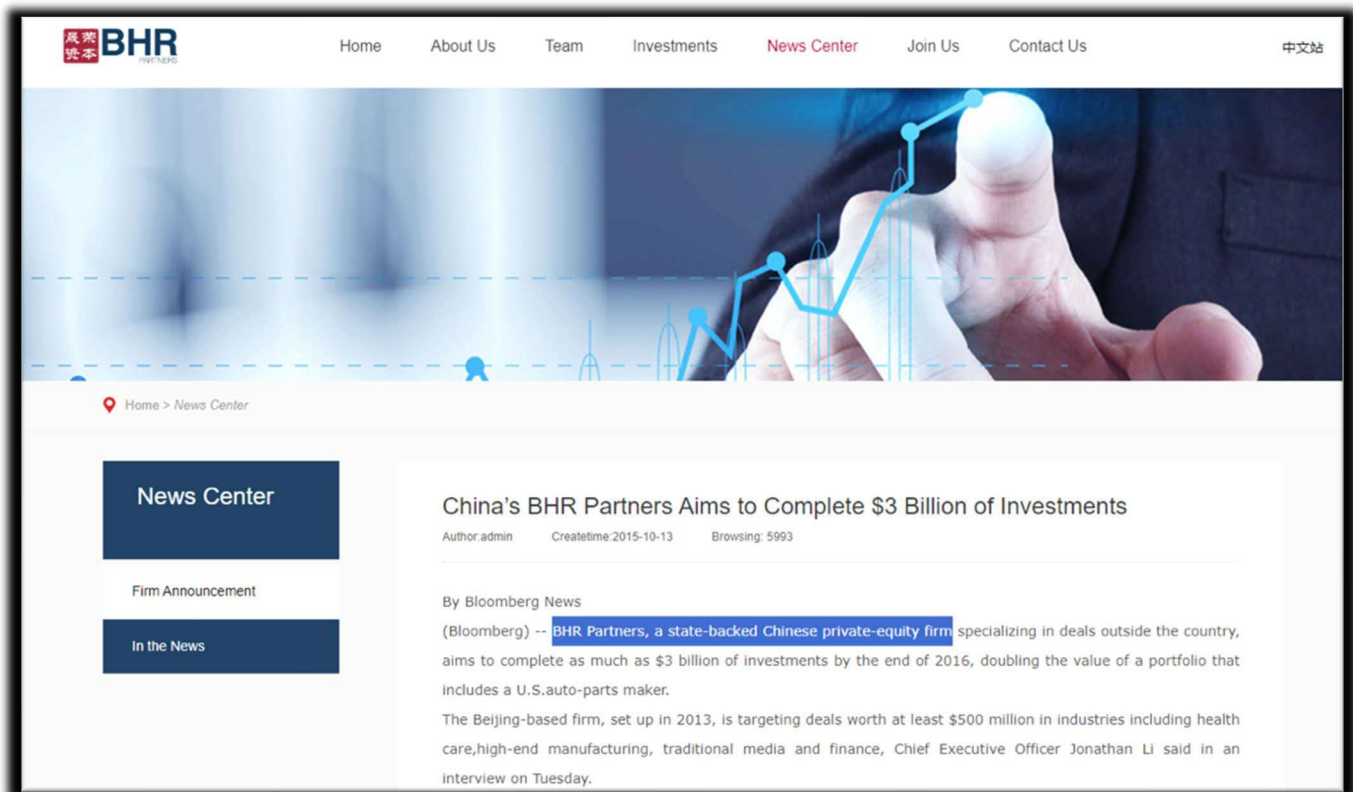 晟荣
贤本
BHR
PARTNERS
Home About Us Team Investments News Center Join Us Contact Us 中文站
Home > News Center
News Center
Firm Announcement
In the News
China's BHR Partners Aims to Complete $3 Billion of Investments
Author:admin Createtime:2015-10-13 Browsing: 5993
By Bloomberg News
(Bloomberg) -- BHR Partners, a state-backed Chinese private-equity firm specializing in deals outside the country,
aims to complete as much as $3 billion of investments by the end of 2016, doubling the value of a portfolio that
includes a U.S.auto-parts maker.
The Beijing-based firm, set up in 2013, is targeting deals worth at least $500 million in industries including health
care,high-end manufacturing, traditional media and finance, Chief Executive Officer Jonathan Li said in an
interview on Tuesday.